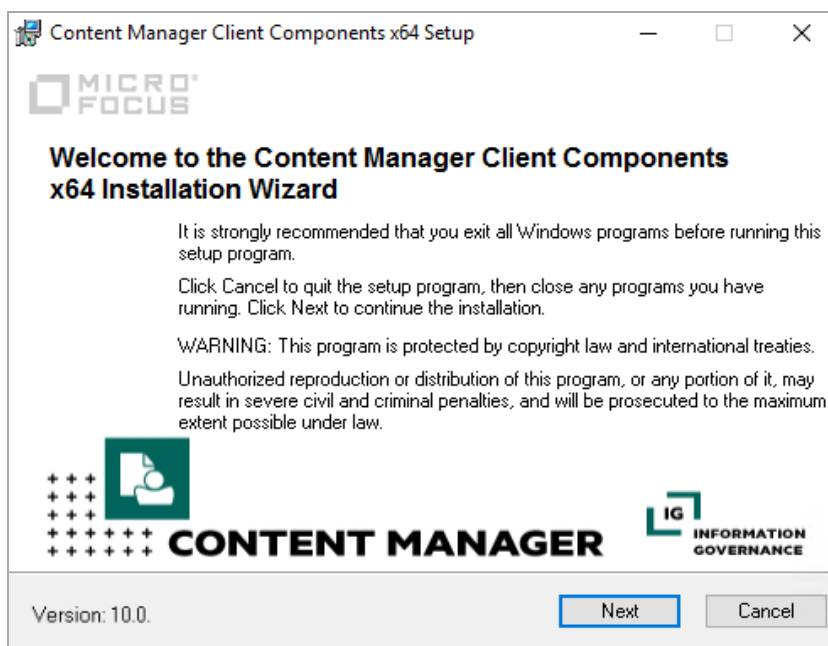 Content Manager Client Components x64 Setup
MICRO
FOCUS
Welcome to the Content Manager Client Components
x64 Installation Wizard
It is strongly recommended that you exit all Windows programs before running this
setup program.
Click Cancel to quit the setup program, then close any programs you have
running. Click Next to continue the installation.
WARNING: This program is protected by copyright law and international treaties.
Unauthorized reproduction or distribution of this program, or any portion of it, may
result in severe civil and criminal penalties, and will be prosecuted to the maximum
extent possible under law.
CONTENT MANAGER
IG
INFORMATION
GOVERNANCE
Version: 10.0.
Next
Cancel